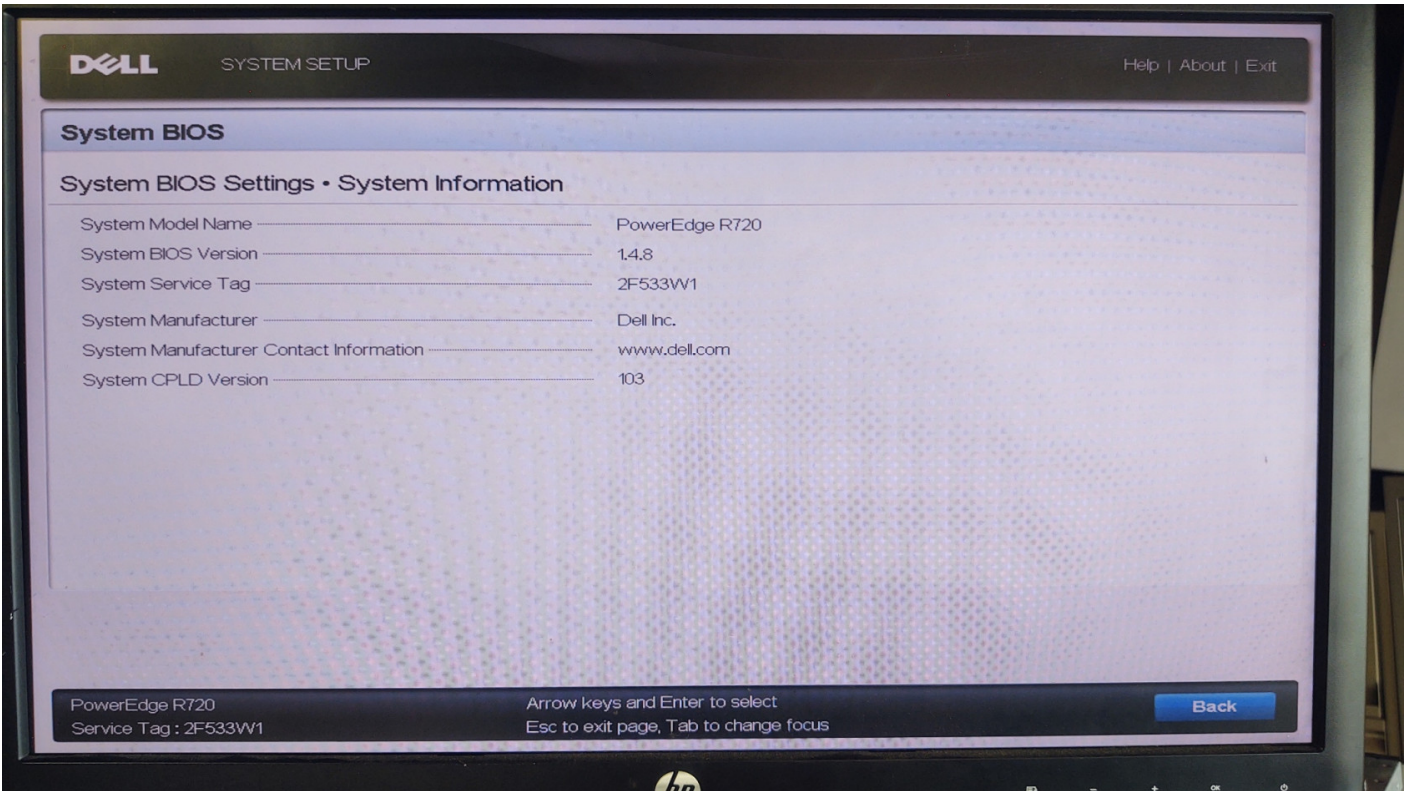 DELL SYSTEM SETUP Help | About | Exit
System BIOS
System BIOS Settings • System Information
System Model Name PowerEdge R720
System BIOS Version 1.4.8
System Service Tag 2F533W1
System Manufacturer Dell Inc.
System Manufacturer Contact Information www.dell.com
System CPLD Version 103
PowerEdge R720 Arrow keys and Enter to select Back
Service Tag : 2F533W1 Esc to exit page, Tab to change focus
hp
OK